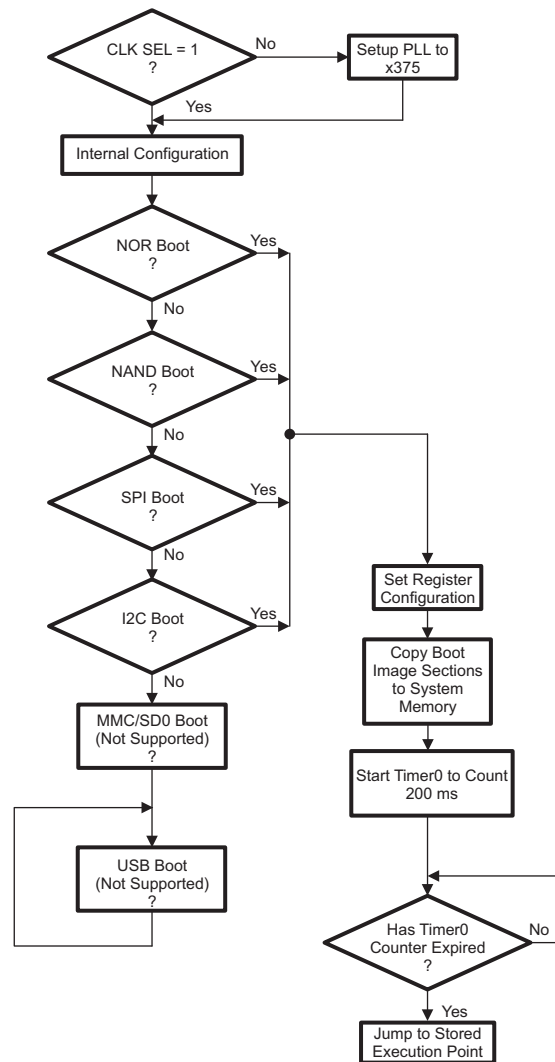 CLK SEL = 1
?
No
Setup PLL to
x375
Yes
Internal Configuration
NOR Boot
?
Yes
No
NAND Boot
?
Yes
No
SPI Boot
?
Yes
No
I2C Boot
?
Yes
No
MMC/SD0 Boot
(Not Supported)
?
USB Boot
(Not Supported)
?
Set Register
Configuration
Copy Boot
Image Sections
to System
Memory
Start Timer0 to Count
200 ms
Has Timer0
Counter Expired
?
No
Yes
Jump to Stored
Execution Point